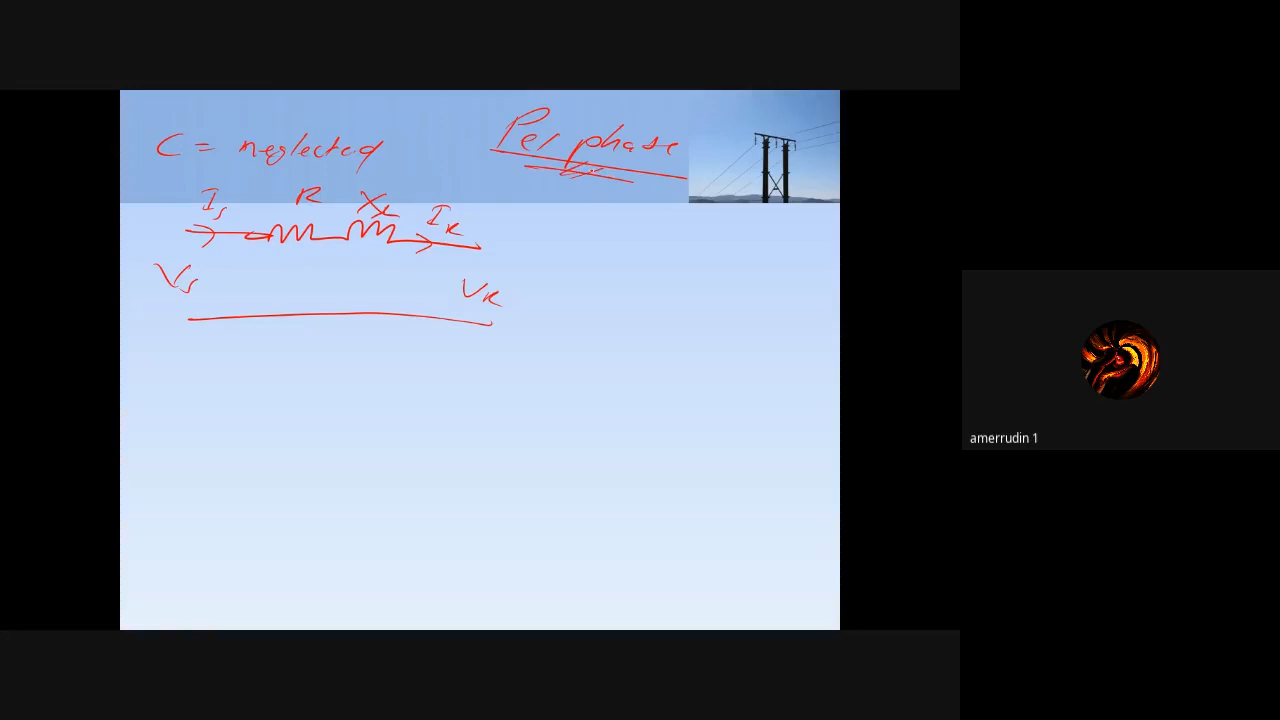 C = neglected
Per phase
Is R XL IR
Vs VR
amerrudin 1